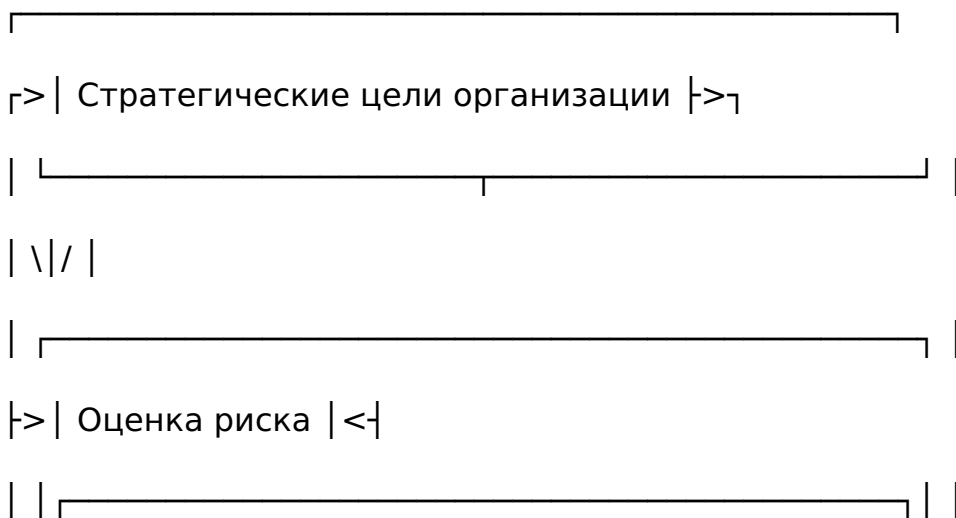 ┌──────────────────────────────────────────────┐
┌>│ Стратегические цели организации ├>┐
│ └───────────────────────┬──────────────────────┘ │
│ \│/ │
│ ┌──────────────────────────────────────────────┐ │
├>│ Оценка риска │<┤
│ │┌────────────────────────────────────────────┐│ │